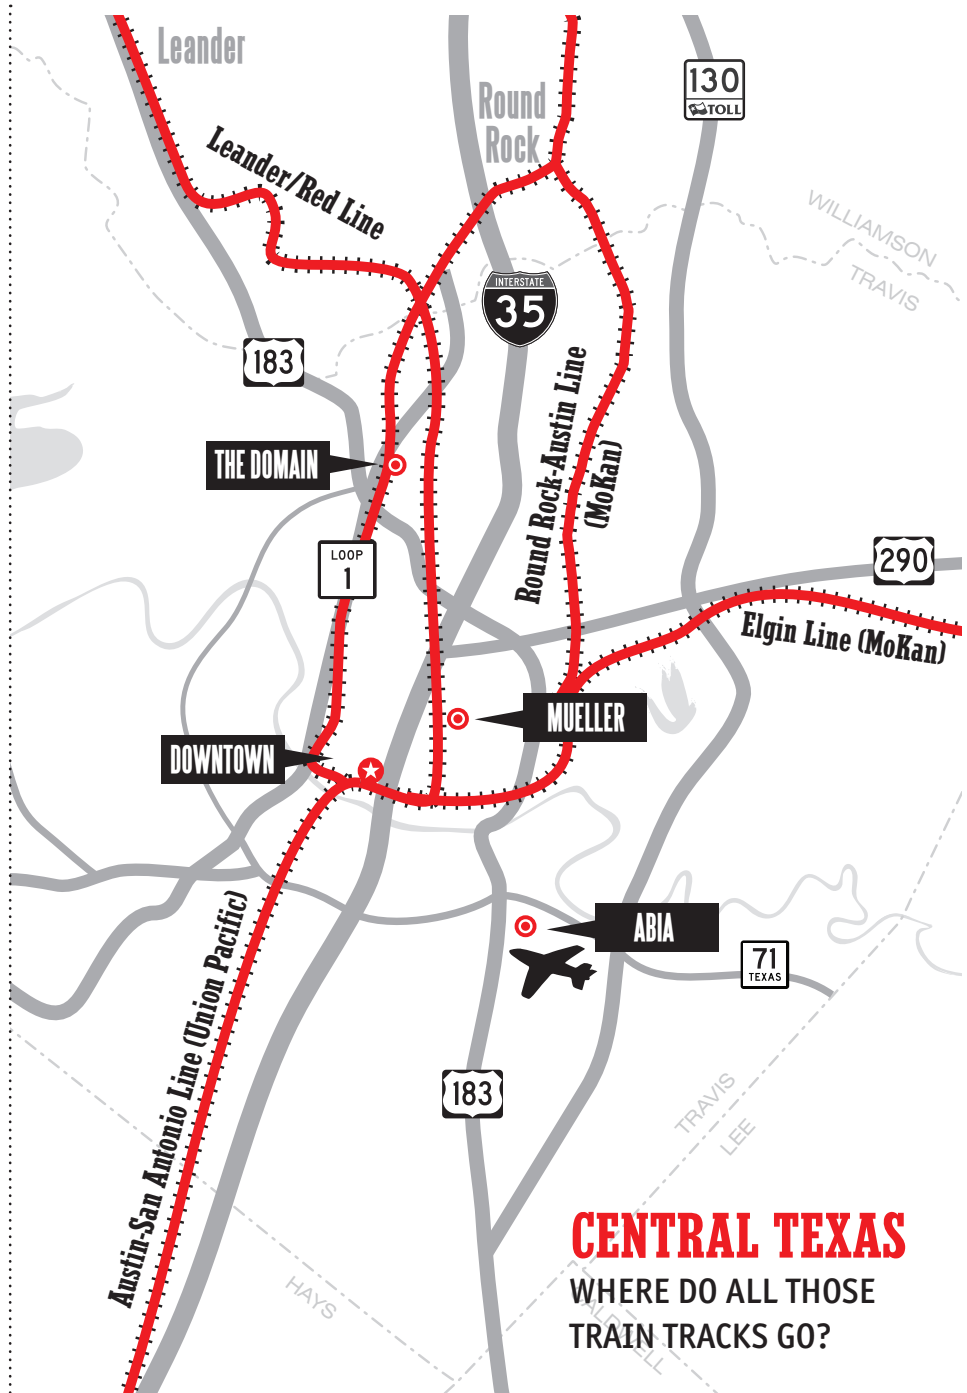 Leander
130
TOLL
Round
Rock
Leander/Red Line
WILLIAMSON
TRAVIS
INTERSTATE
35
183
Round Rock-Austin Line
(MoKan)
THE DOMAIN
LOOP
1
290
Elgin Line (MoKan)
MUELLER
DOWNTOWN
ABIA
71
TEXAS
Austin-San Antonio Line (Union Pacific)
183
TRAVIS
LEE
HAYS
CENTRAL TEXAS
WHERE DO ALL THOSE
TRAIN TRACKS GO?
ALDWELL